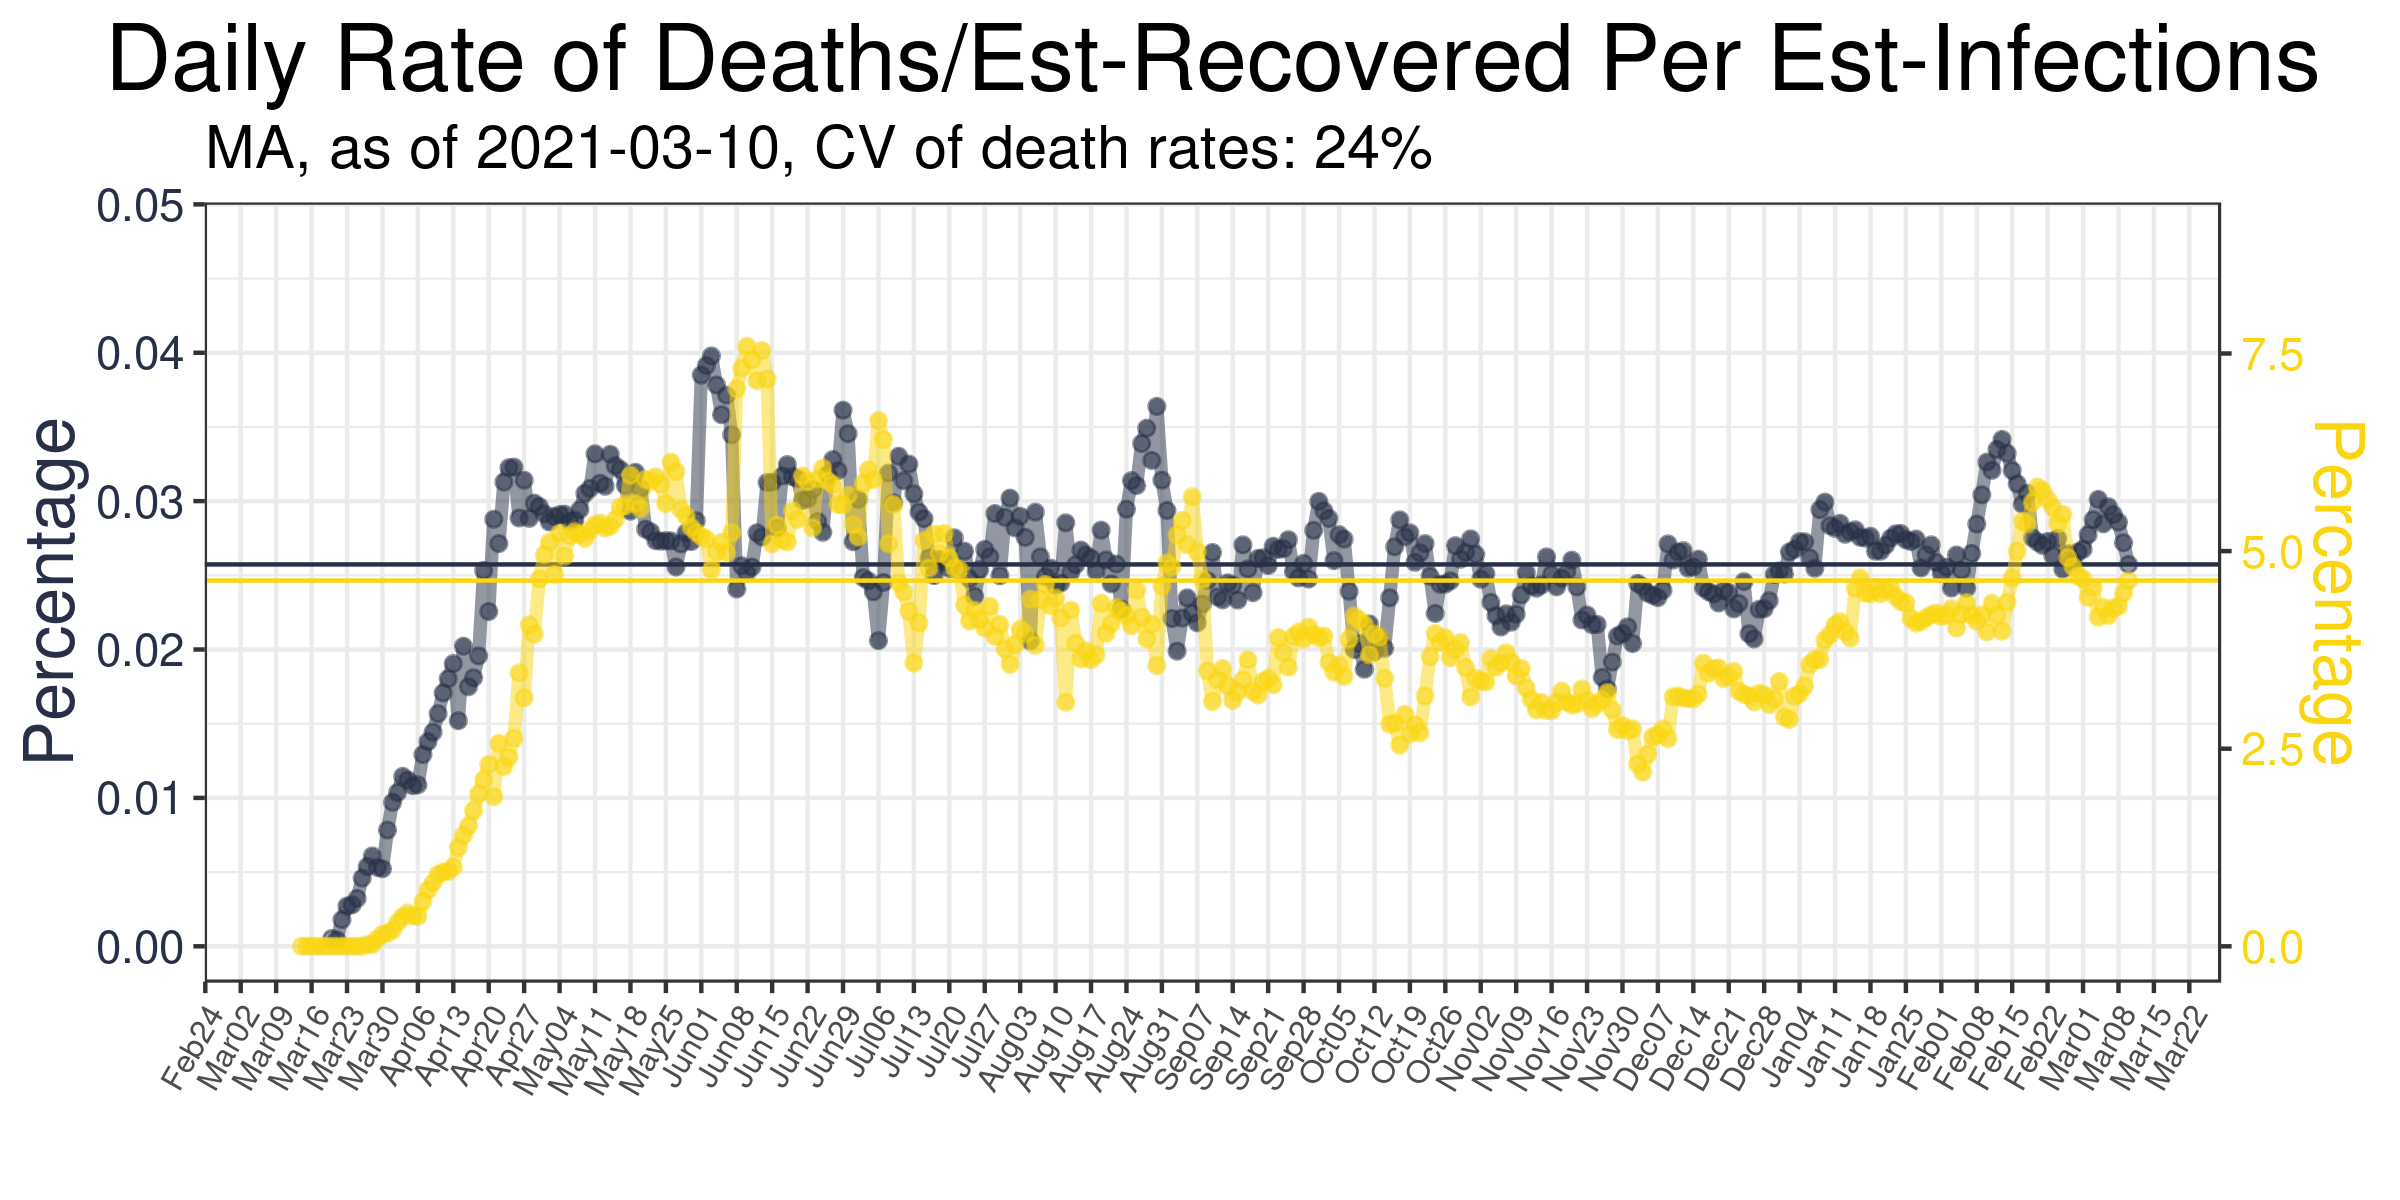 Daily Rate of Deaths/Est-Recovered Per Est-Infections
MA, as of 2021-03-10, CV of death rates: 24%
Percentage
0.05
0.04
0.03
0.02
0.01
0.00
7.5
5.0
2.5
0.0
Percentage
Feb24
Mar02
Mar09
Mar16
Mar23
Mar30
Apr06
Apr13
Apr20
Apr27
May04
May11
May18
May25
Jun01
Jun08
Jun15
Jun22
Jun29
Jul06
Jul13
Jul20
Jul27
Aug03
Aug10
Aug17
Aug24
Aug31
Sep07
Sep14
Sep21
Sep28
Oct05
Oct12
Oct19
Oct26
Nov02
Nov09
Nov16
Nov23
Nov30
Dec07
Dec14
Dec21
Dec28
Jan04
Jan11
Jan18
Jan25
Feb01
Feb08
Feb15
Feb22
Mar01
Mar08
Mar15
Mar22